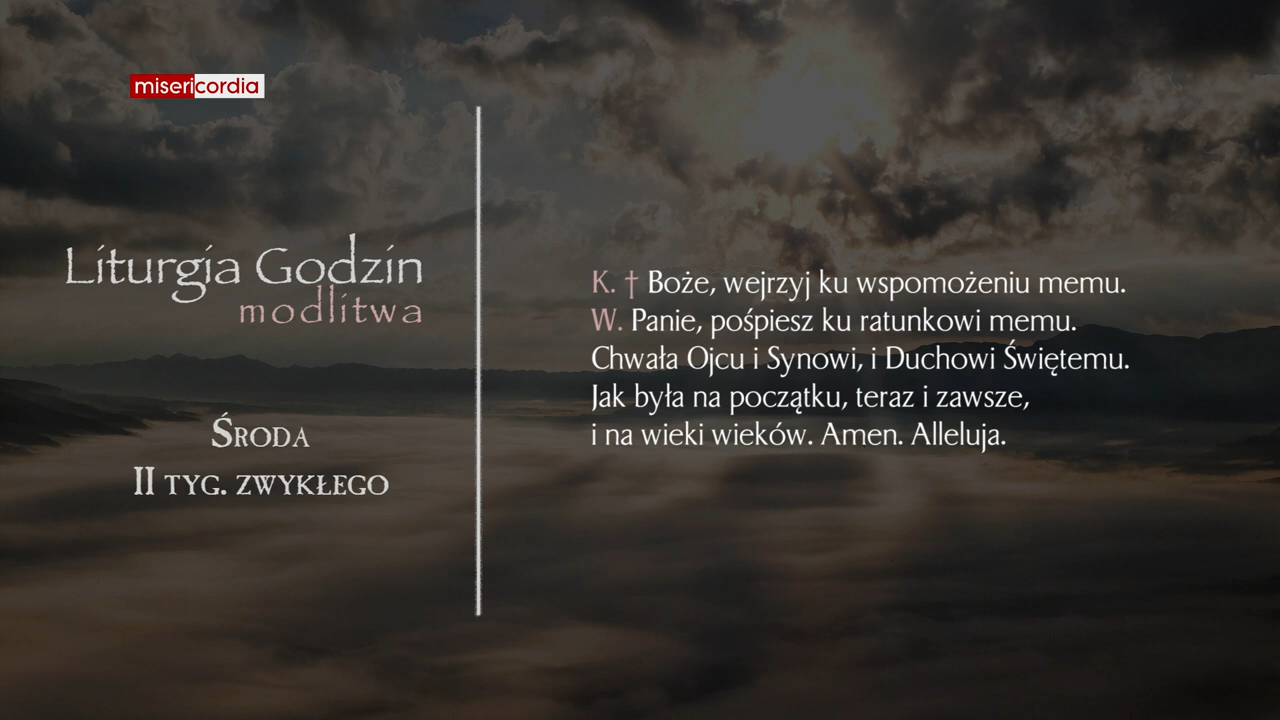 misericordia
Liturgia Godzin
modlitwa
Środa
II tyg. zwykłego
K. † Boże, wejrzyj ku wspomożeniu memu.
W. Panie, pośpiesz ku ratunkowi memu.
Chwała Ojcu i Synowi, i Duchowi Świętemu.
Jak była na początku, teraz i zawsze,
i na wieki wieków. Amen. Alleluja.